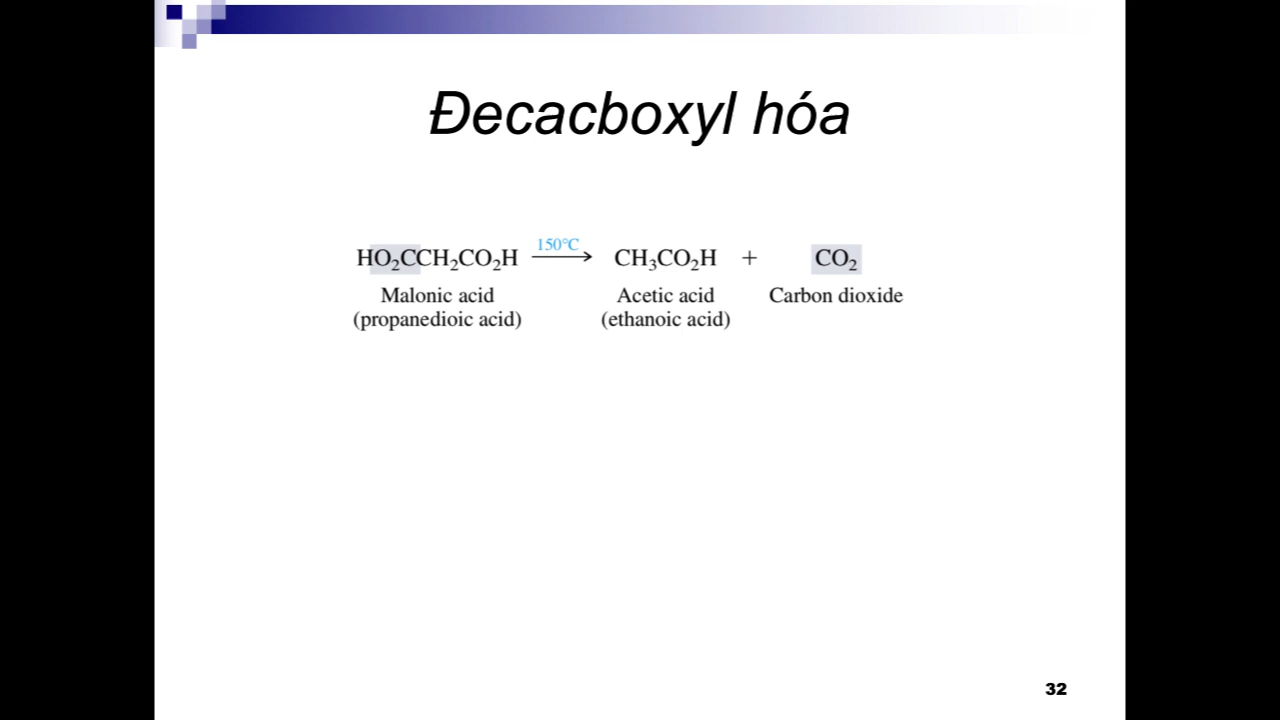 Đecacboxyl hóa
150°C
HO₂CCH₂CO₂H ⟶ CH₃CO₂H + CO₂
Malonic acid Acetic acid Carbon dioxide
(propanedioic acid) (ethanoic acid)
32